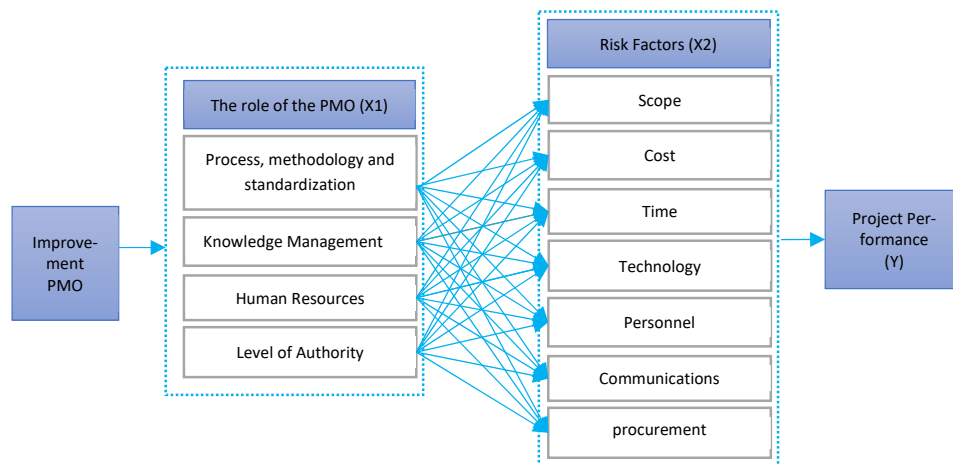 Improve-
ment
PMO
The role of the PMO (X1)
Process, methodology and
standardization
Knowledge Management
Human Resources
Level of Authority
Risk Factors (X2)
Scope
Cost
Time
Technology
Personnel
Communications
procurement
Project Per-
formance
(Y)